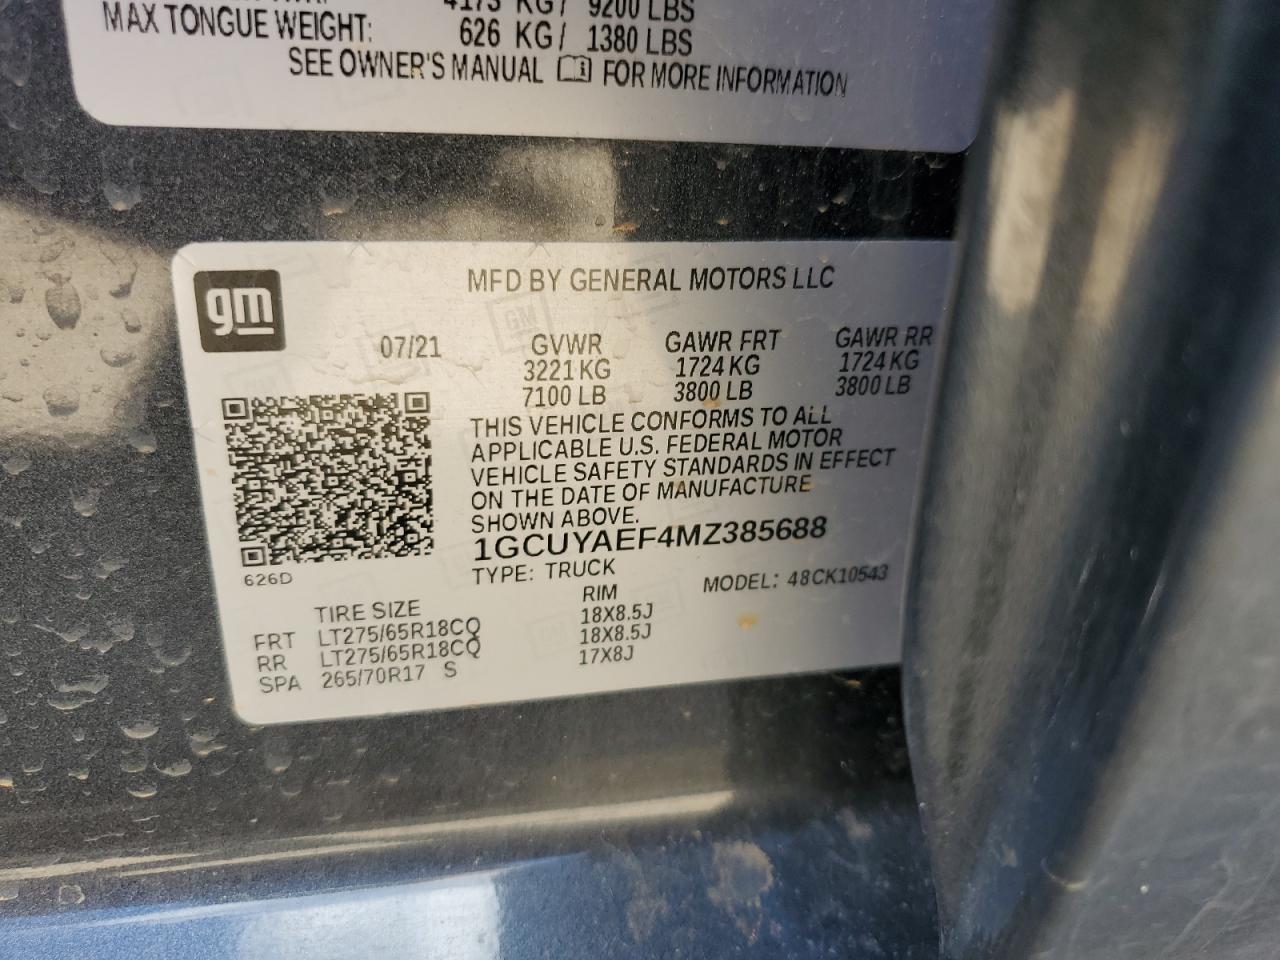 4173 KG/ 9200 LBS
MAX TONGUE WEIGHT: 626 KG/ 1380 LBS
SEE OWNER'S MANUAL FOR MORE INFORMATION
gm
MFD BY GENERAL MOTORS LLC
07/21 GVWR GAWR FRT GAWR RR
3221 KG 1724 KG 1724 KG
7100 LB 3800 LB 3800 LB
THIS VEHICLE CONFORMS TO ALL
APPLICABLE U.S. FEDERAL MOTOR
VEHICLE SAFETY STANDARDS IN EFFECT
ON THE DATE OF MANUFACTURE
SHOWN ABOVE.
1GCUYAEF4MZ385688
626D
TYPE: TRUCK MODEL: 48CK10543
TIRE SIZE RIM
FRT LT275/65R18CQ 18X8.5J
RR LT275/65R18CQ 18X8.5J
SPA 265/70R17 S 17X8J